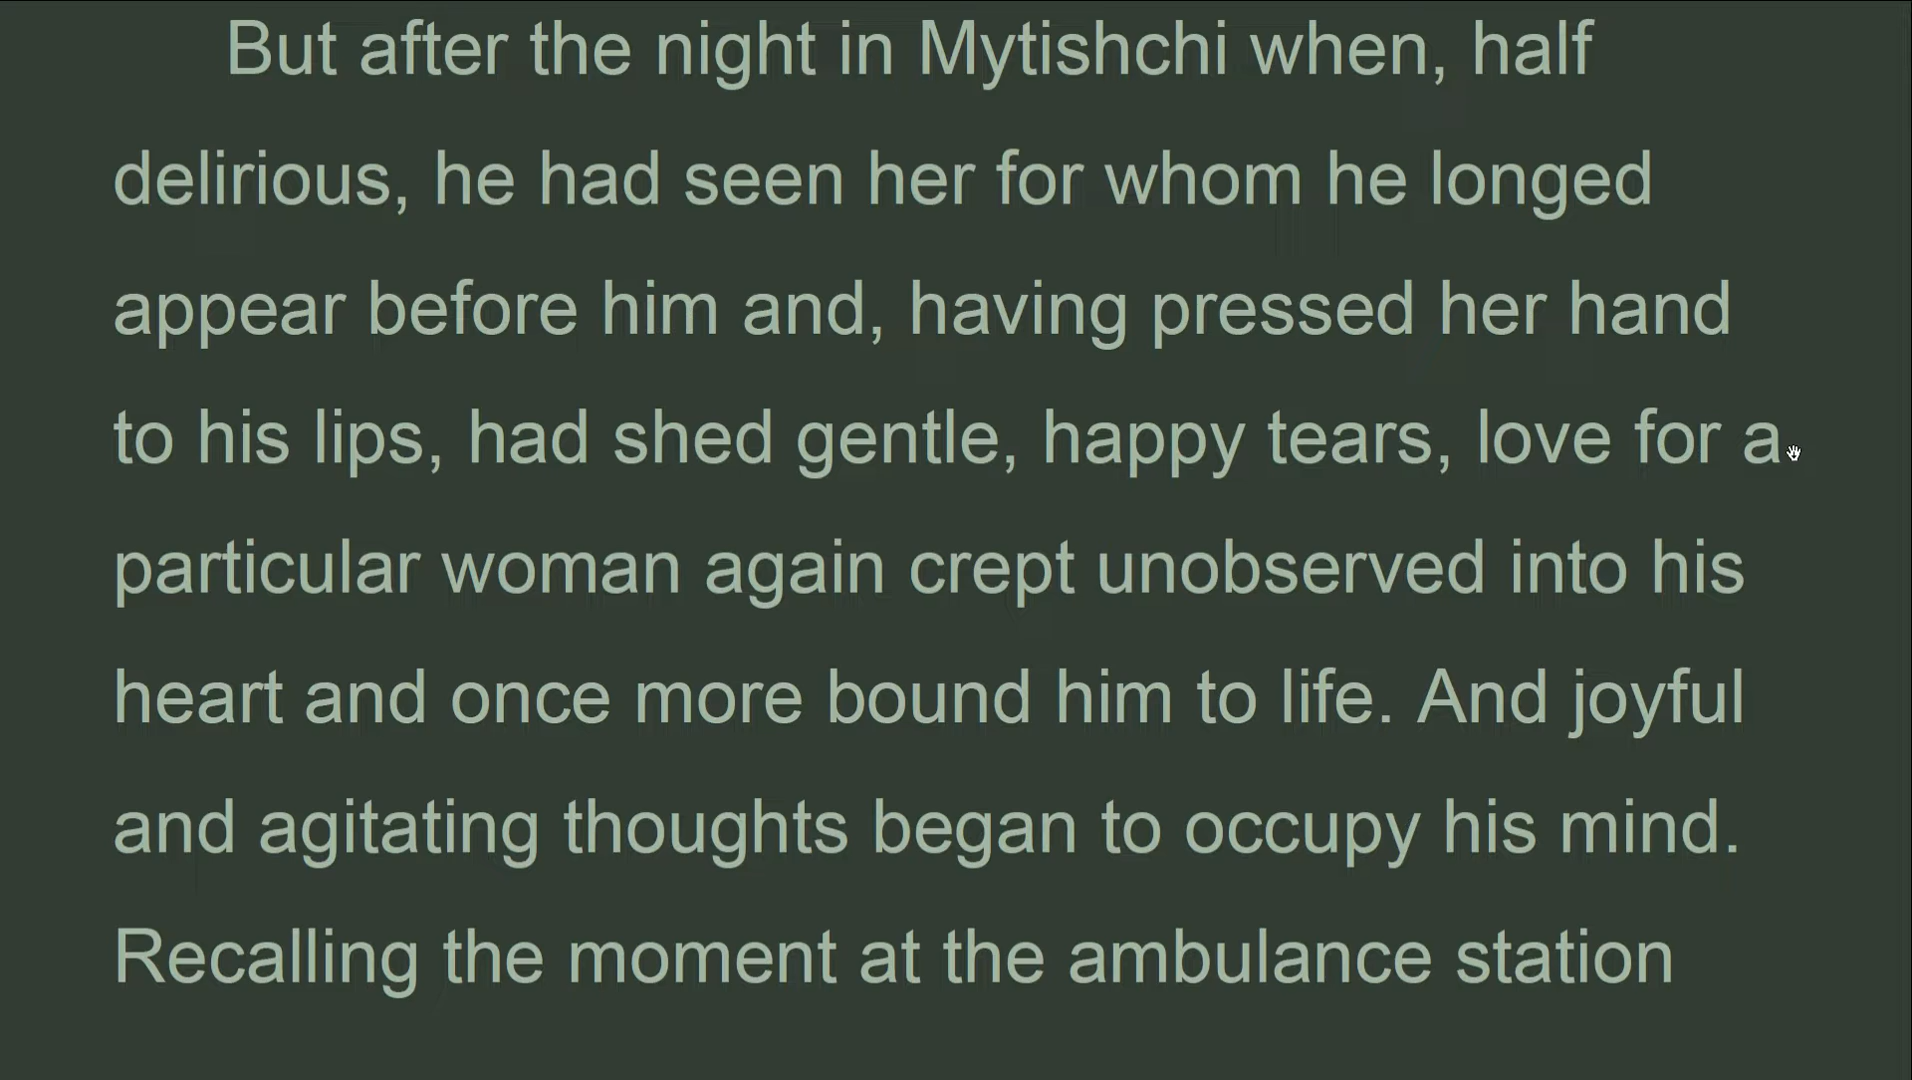 But after the night in Mytishchi when, half
delirious, he had seen her for whom he longed
appear before him and, having pressed her hand
to his lips, had shed gentle, happy tears, love for a
particular woman again crept unobserved into his
heart and once more bound him to life. And joyful
and agitating thoughts began to occupy his mind.
Recalling the moment at the ambulance station